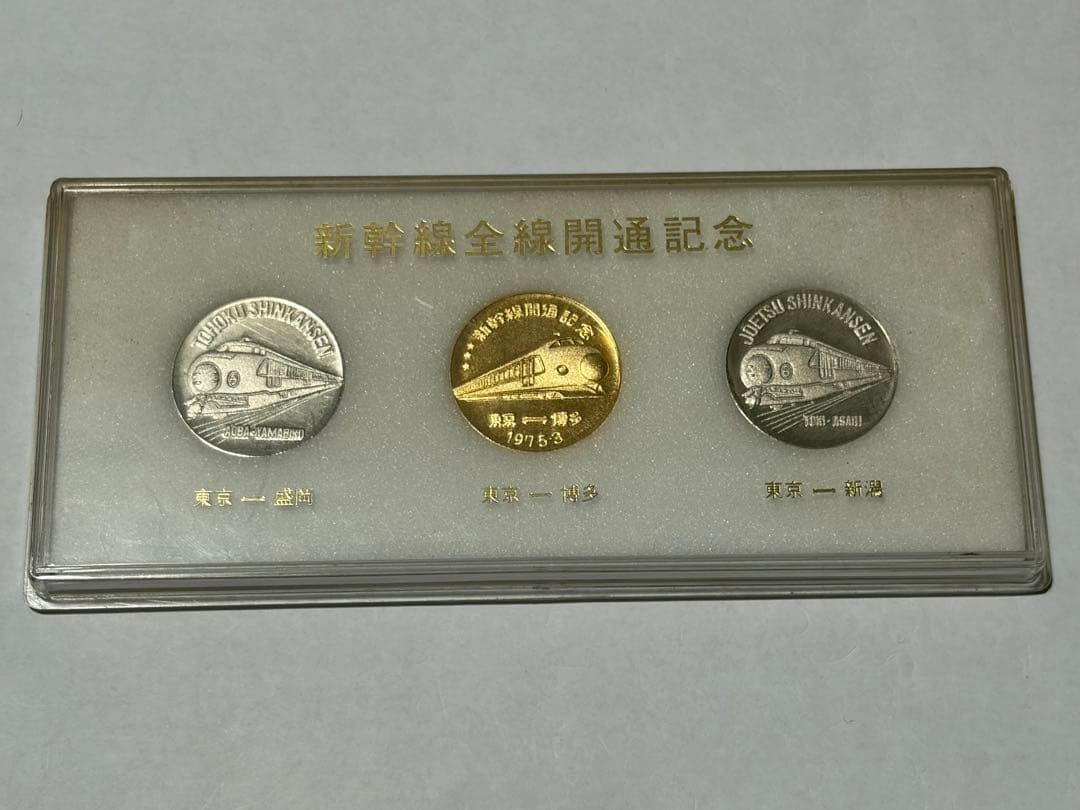 新幹線全線開通記念
TOHOKU SHINKANSEN
AOBA-YAMABIKO
東京 ━ 盛岡
★★★★新幹線開通記念
東京 ━ 博多
1975・3
東京 ━ 博多
JOETSU SHINKANSEN
TOKI-ASAHI
東京 ━ 新潟